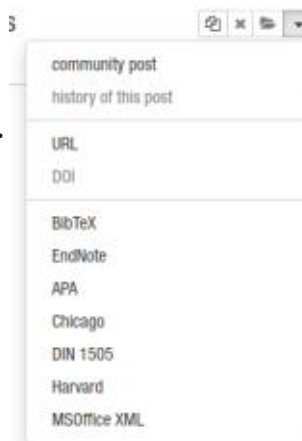 s
community post
history of this post
URL
DOI
BibTeX
EndNote
APA
Chicago
DIN 1505
Harvard
MSOffice XML